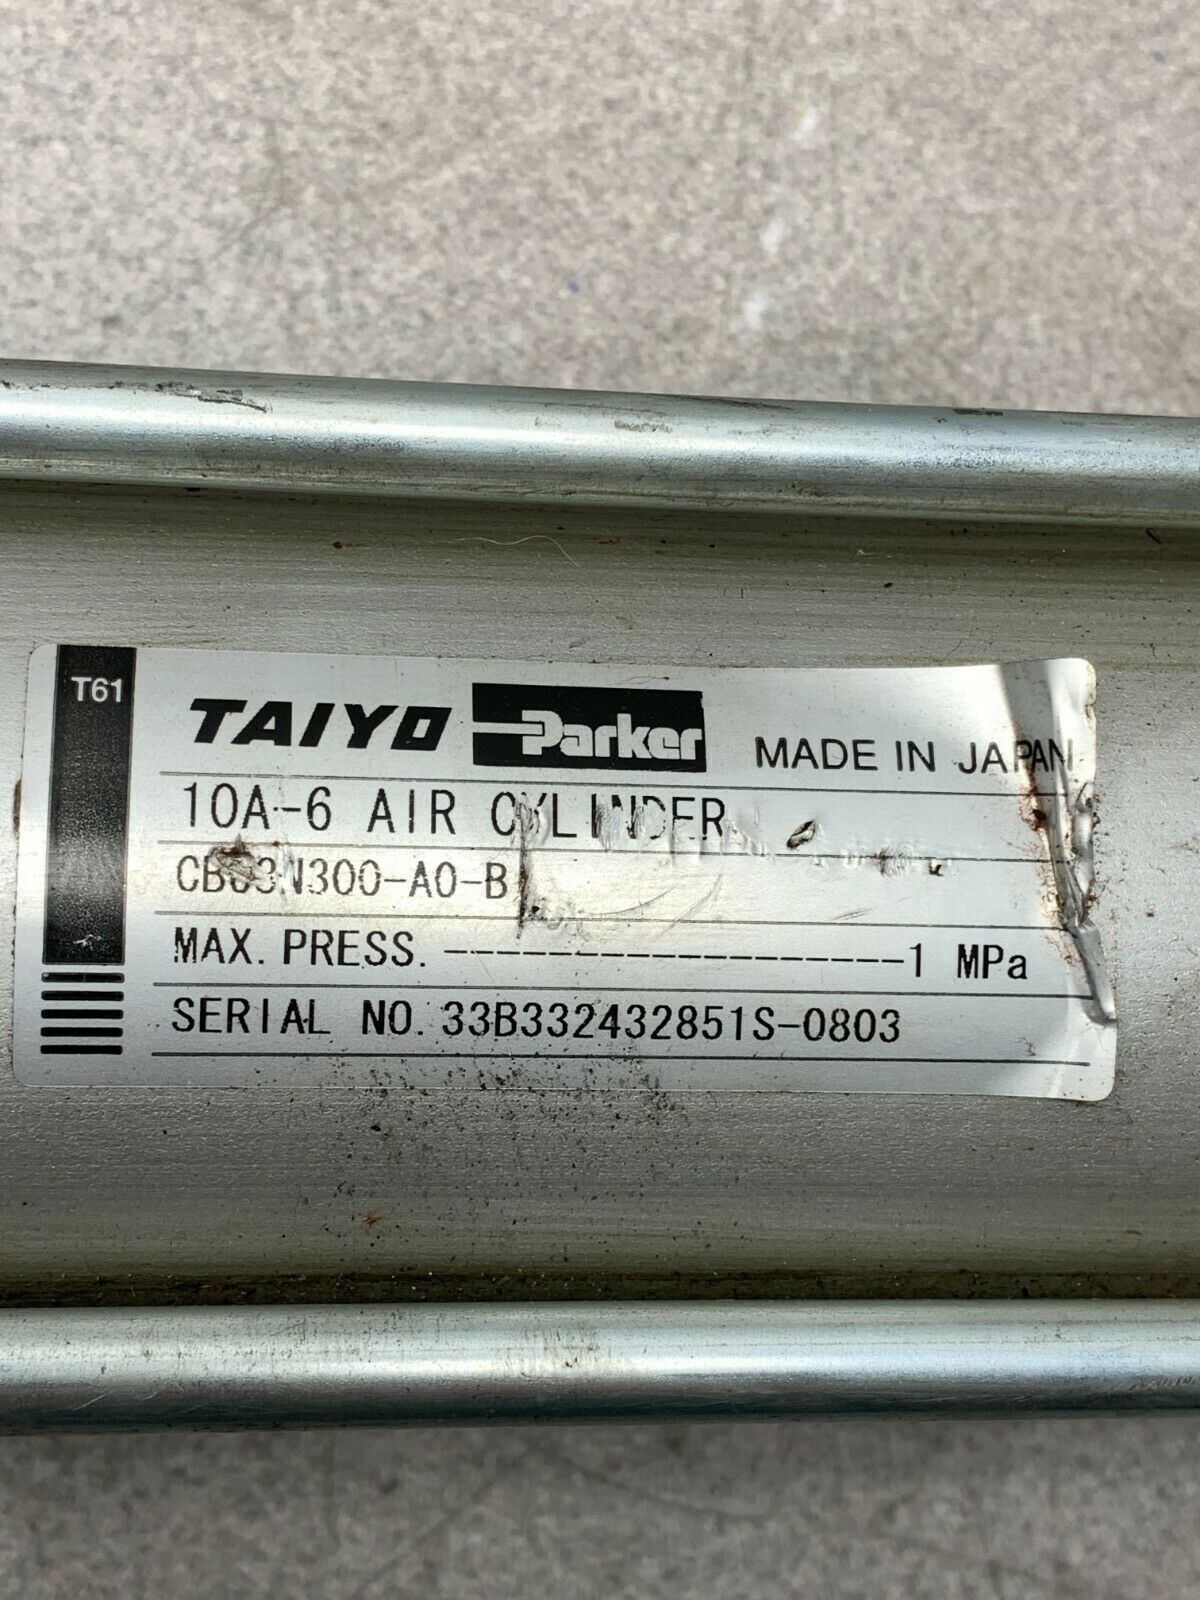 T61
TAIYO Parker MADE IN JAPAN
10A-6 AIR CYLINDER
MAX. PRESS. -------------------1 MPa
SERIAL NO. 33B332432851S-0803